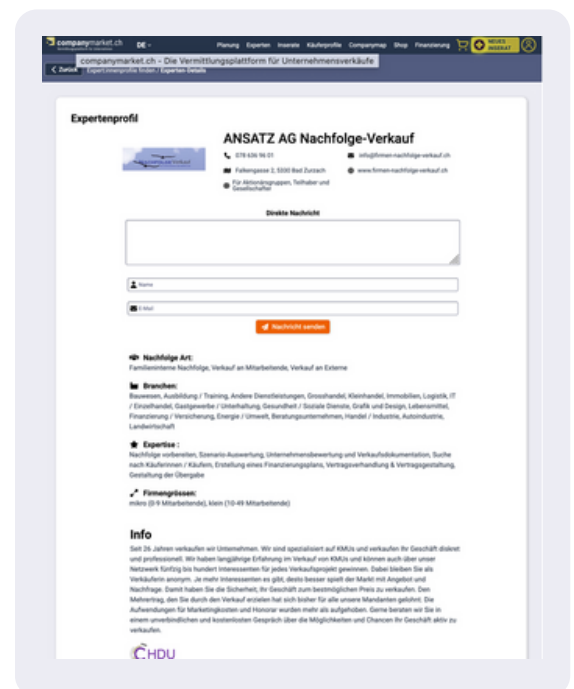 companymarket.ch
DE
Planung Experten Inserate Käuferprofile Companymap Shop Finanzierung
NEUES INSERAT
companymarket.ch - Die Vermittlungsplattform für Unternehmensverkäufe
Zurück Expert:innenprofile finden / Experten-Details
Expertenprofil
ANSATZ AG Nachfolge-Verkauf
078 636 96 01
info@firmen-nachfolge-verkauf.ch
Falkengasse 2, 5330 Bad Zurzach
www.firmen-nachfolge-verkauf.ch
Für Aktionärsgruppen, Teilhaber und
Gesellschafter
Direkte Nachricht
Name
E-Mail
Nachricht senden
Nachfolge Art:
Familieninterne Nachfolge, Verkauf an Mitarbeitende, Verkauf an Externe
Branchen:
Bauwesen, Ausbildung / Training, Andere Dienstleistungen, Grosshandel, Kleinhandel, Immobilien, Logistik, IT
/ Einzelhandel, Gastgewerbe / Unterhaltung, Gesundheit / Soziale Dienste, Grafik und Design, Lebensmittel,
Finanzierung / Versicherung, Energie / Umwelt, Beratungsunternehmen, Handel / Industrie, Autoindustrie,
Landwirtschaft
Expertise :
Nachfolge vorbereiten, Szenario-Auswertung, Unternehmensbewertung und Verkaufsdokumentation, Suche
nach Käuferinnen / Käufern, Erstellung eines Finanzierungsplans, Vertragsverhandlung & Vertragsgestaltung,
Gestaltung der Übergabe
Firmengrössen:
mikro (0-9 Mitarbeitende), klein (10-49 Mitarbeitende)
Info
Seit 26 Jahren verkaufen wir Unternehmen. Wir sind spezialisiert auf KMUs und verkaufen Ihr Geschäft diskret
und professionell. Wir haben langjährige Erfahrung im Verkauf von KMUs und können auch über unser
Netzwerk fünfzig bis hundert Interessenten für jedes Verkaufsprojekt gewinnen. Dabei bleiben Sie als
Verkäuferin anonym. Je mehr Interessenten es gibt, desto besser spielt der Markt mit Angebot und
Nachfrage. Damit haben Sie die Sicherheit, Ihr Geschäft zum bestmöglichen Preis zu verkaufen. Den
Mehrertrag, den Sie durch den Verkauf erzielen hat sich bisher für alle unsere Mandanten gelohnt. Die
Aufwendungen für Marketingkosten und Honorar wurden mehr als aufgehoben. Gerne beraten wir Sie in
einem unverbindlichen und kostenlosten Gespräch über die Möglichkeiten und Chancen Ihr Geschäft aktiv zu
verkaufen.
CHDU